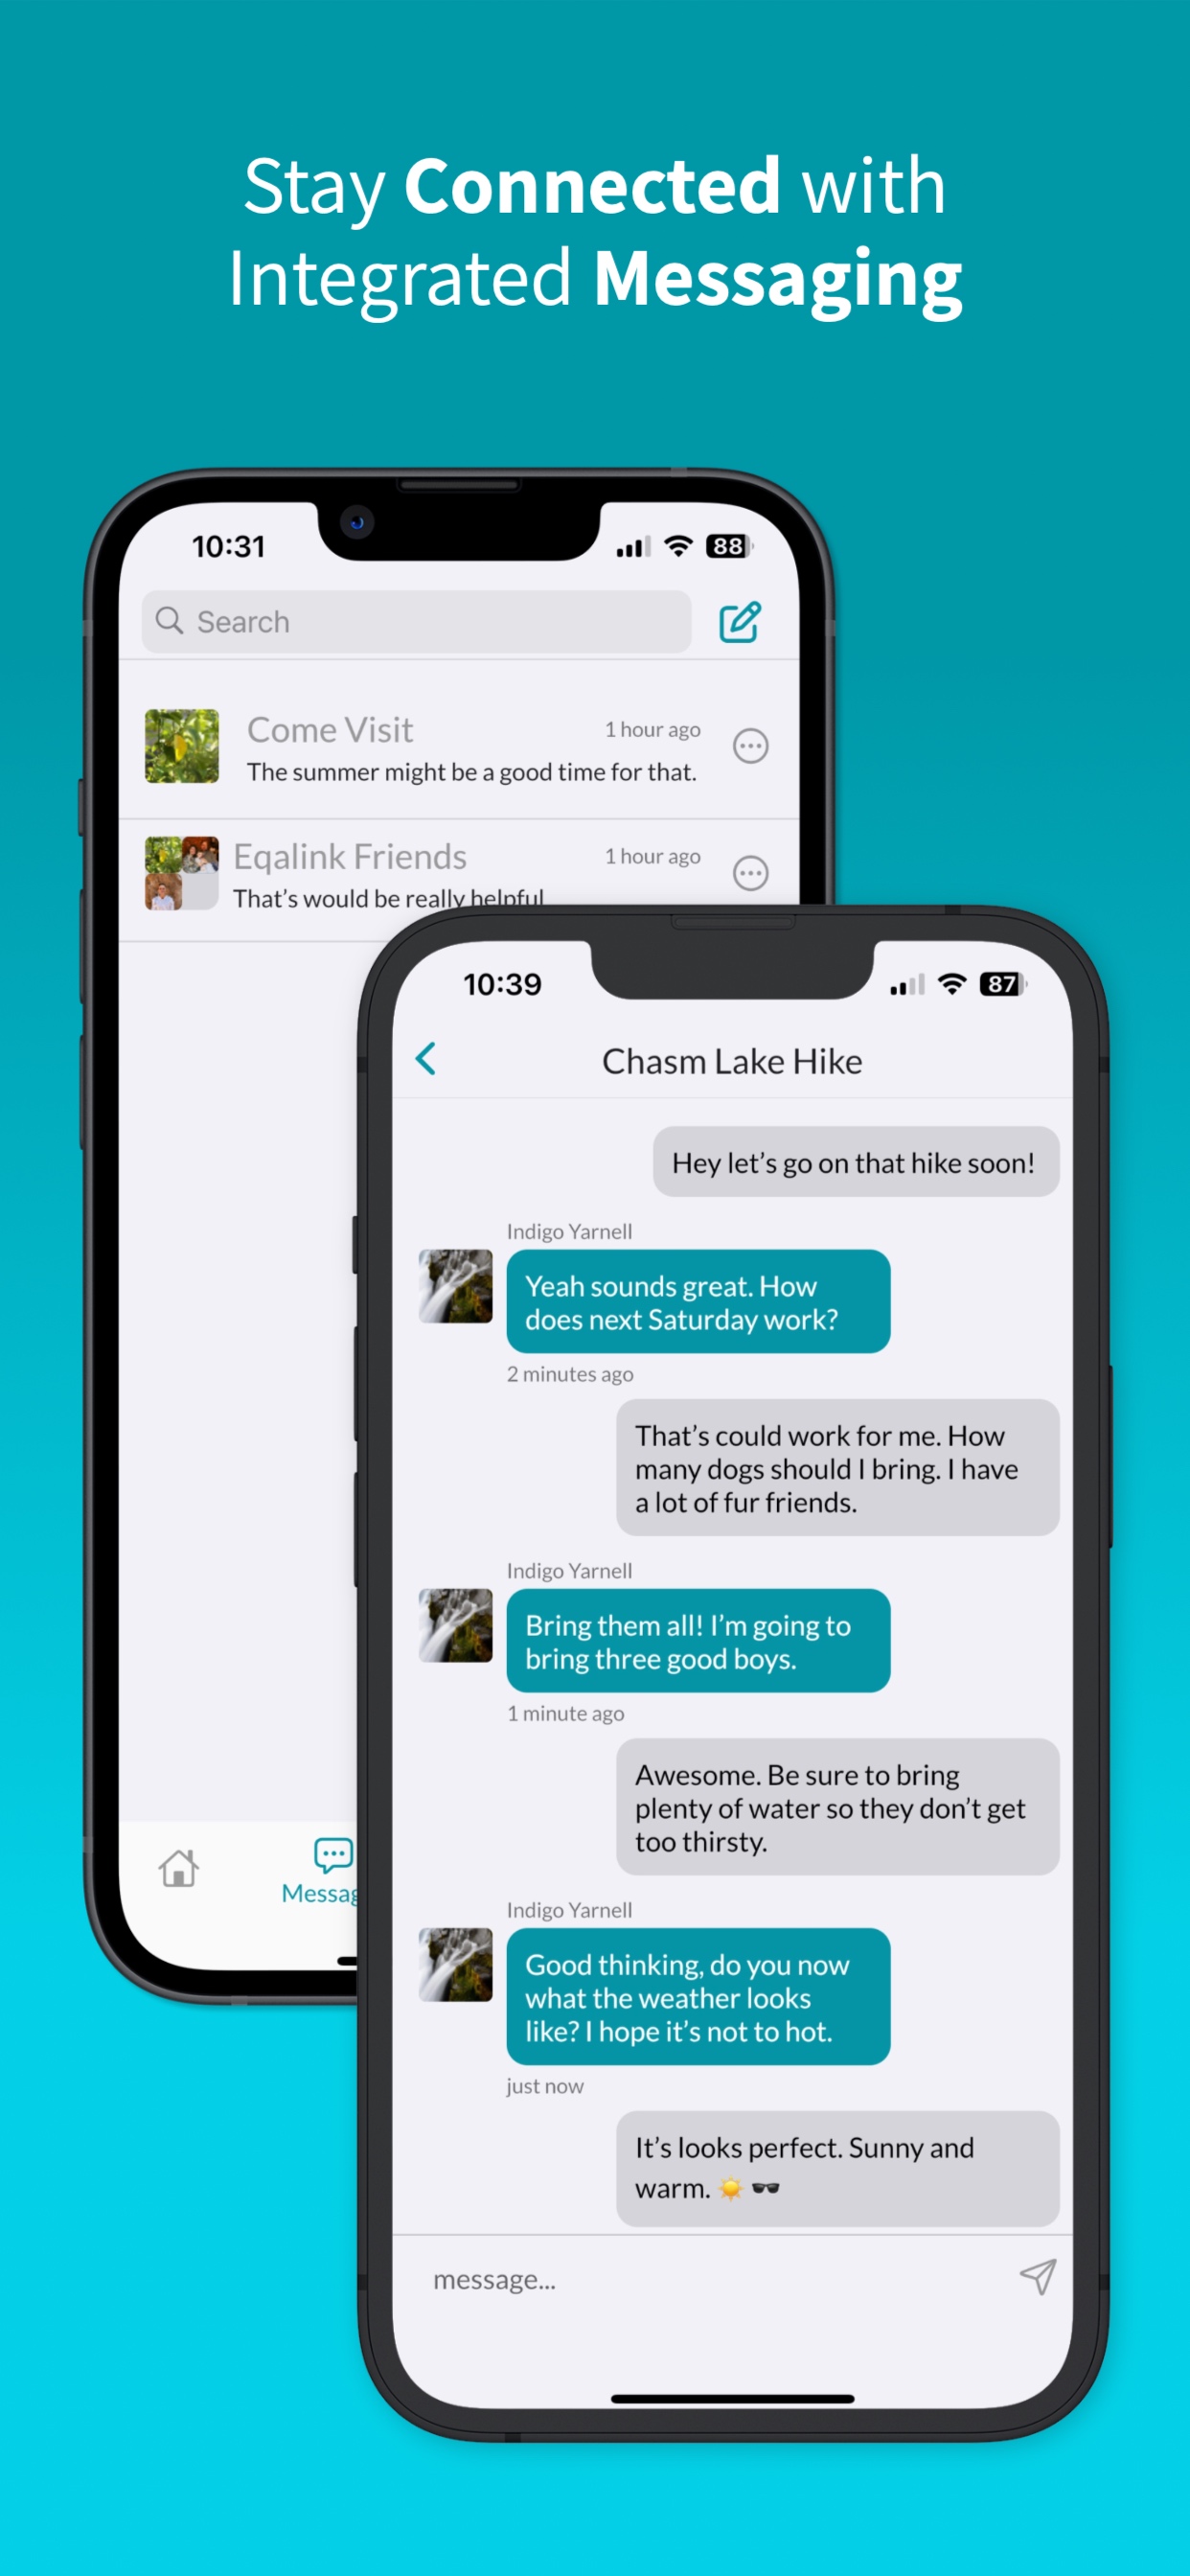 Stay Connected with
Integrated Messaging
10:31
88
Search
Come Visit
1 hour ago
The summer might be a good time for that.
Eqalink Friends
1 hour ago
That's would be really helpful
10:39
87
Chasm Lake Hike
Hey let's go on that hike soon!
Indigo Yarnell
Yeah sounds great. How
does next Saturday work?
2 minutes ago
That's could work for me. How
many dogs should I bring. I have
a lot of fur friends.
Indigo Yarnell
Bring them all! I'm going to
bring three good boys.
1 minute ago
Awesome. Be sure to bring
plenty of water so they don't get
too thirsty.
Indigo Yarnell
Good thinking, do you now
what the weather looks
like? I hope it's not to hot.
just now
It's looks perfect. Sunny and
warm. ☀️ 🕶️
message...